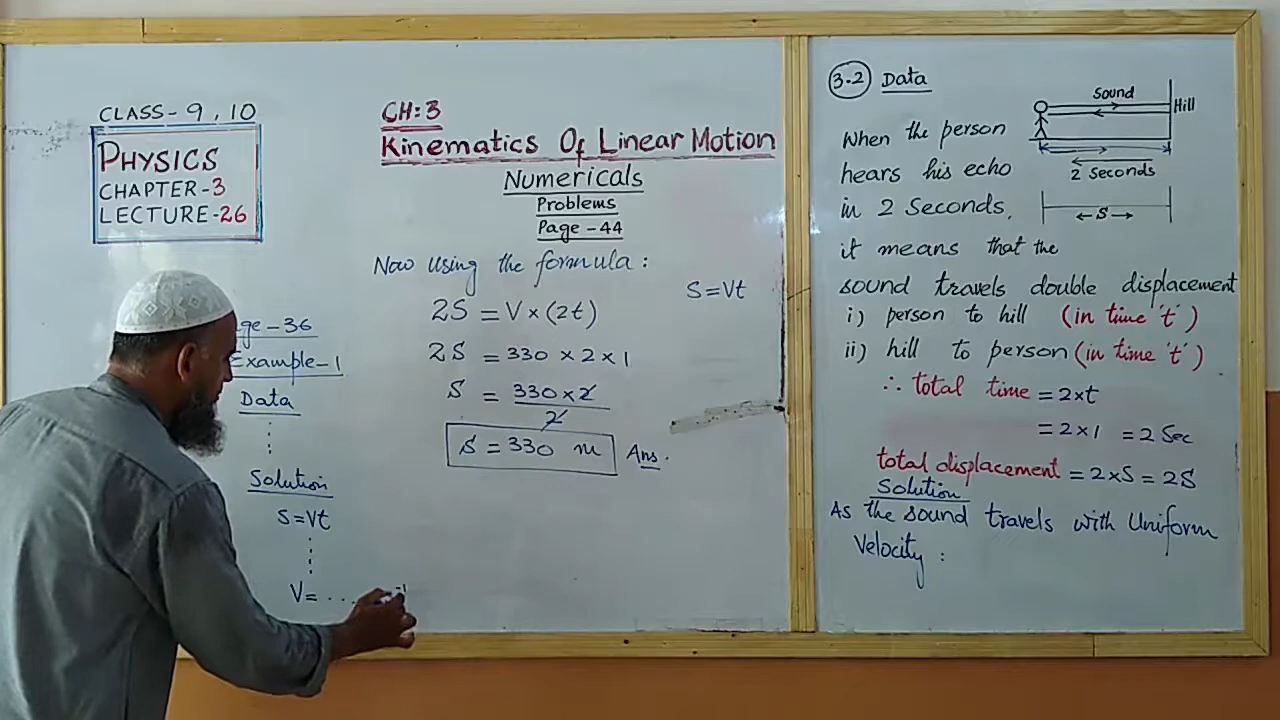 CLASS-9,10
PHYSICS
CHAPTER-3
LECTURE-26
ge-36
Example-1
Data
Solution
S=Vt
V= ....
CH:3
Kinematics Of Linear Motion
Numericals
Problems
Page-44
Now using the formula:
S=Vt
2S = V × (2t)
2S = 330 × 2 × 1
S = 330 × 2 / 2
S = 330 m Ans.
3-2 Data
Sound
Hill
2 Seconds
← S →
When the person
hears his echo
in 2 Seconds,
it means that the
sound travels double displacement
i) person to hill (in time 't')
ii) hill to person (in time 't')
∴ total time = 2×t
= 2×1 = 2 Sec
total displacement = 2×S = 2S
Solution
As the sound travels with Uniform
Velocity: